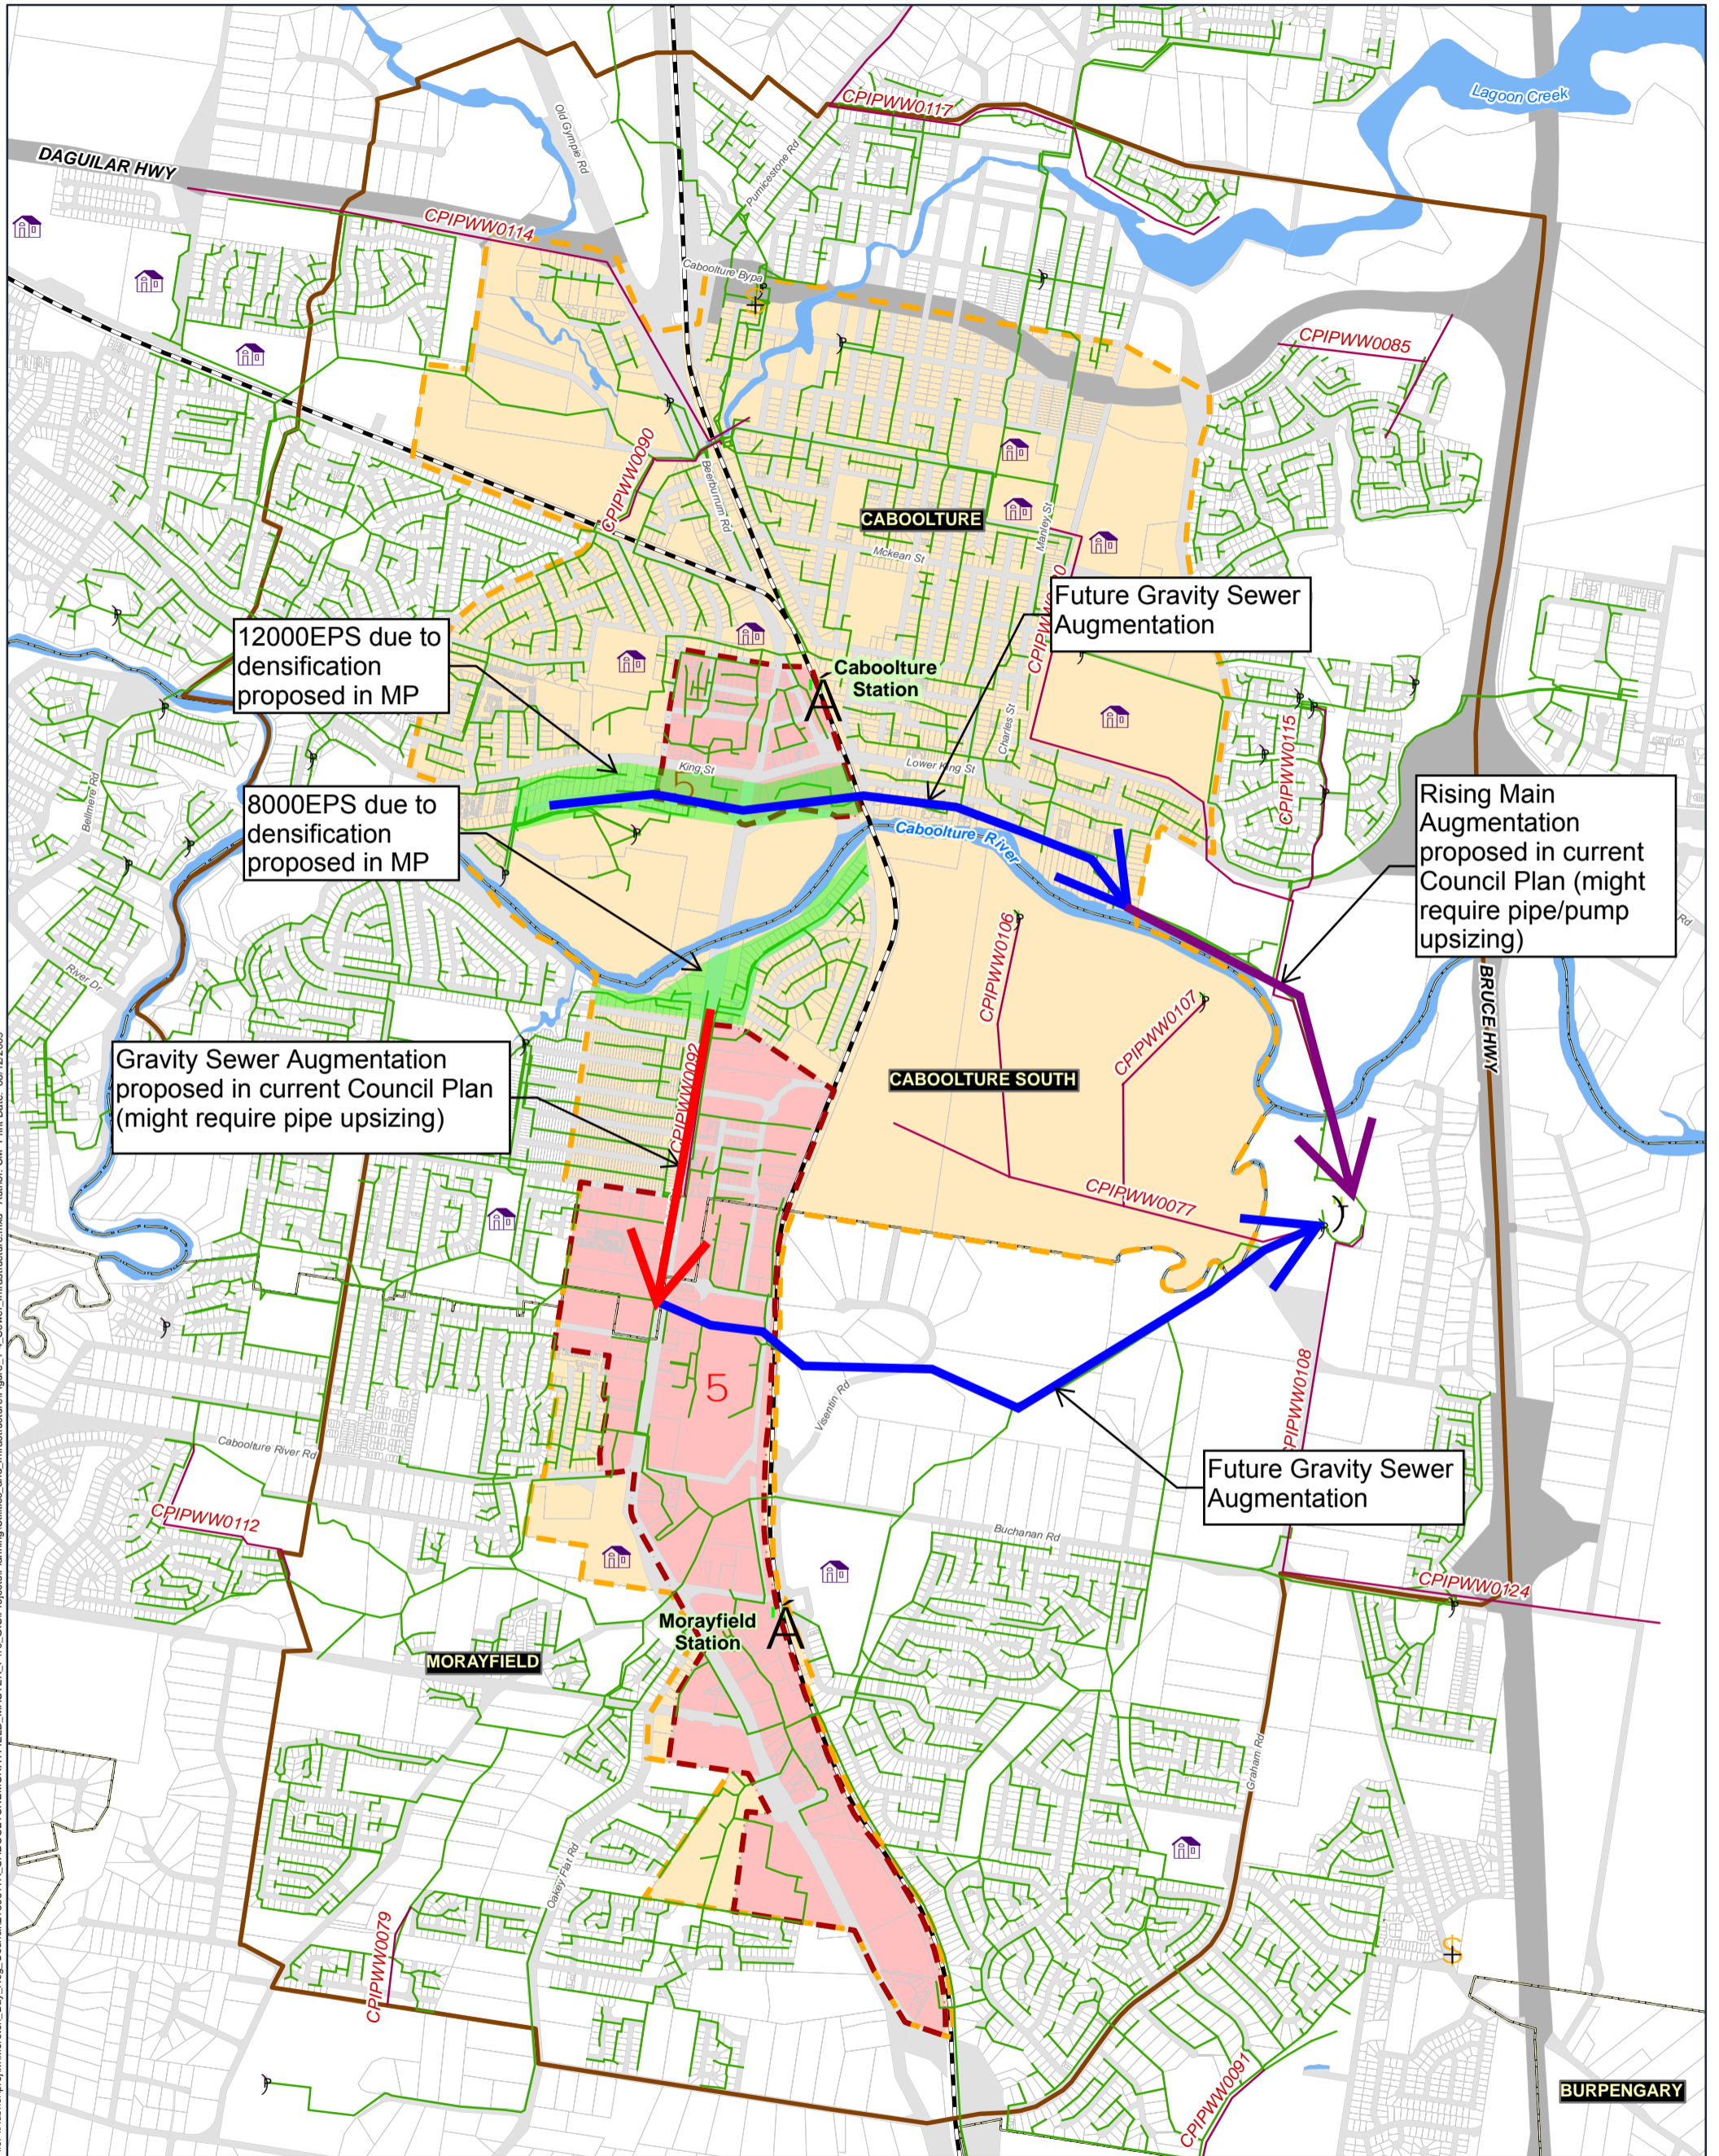 Lagoon Creek
CPIPWW0117
Old Gympie Rd
Pumicestone Rd
DAGUILAR HWY
CPIPWW0114
Caboolture Bypa
CPIPWW0085
CPIPWW0090
Beerburrum Rd
CABOOLTURE
Manley St
Mckean St
Future Gravity Sewer
Augmentation
12000EPS due to
densification
proposed in MP
Caboolture
Station
Charles St
CPIPWW0115
King St
Lower King St
5
Bellmere Rd
8000EPS due to
densification
proposed in MP
Caboolture River
Rising Main
Augmentation
proposed in current
Council Plan (might
require pipe/pump
upsizing)
Rd
CPIPWW0106
River Dr
CPIPWW0107
BRUCE HWY
Gravity Sewer Augmentation
proposed in current Council Plan
(might require pipe upsizing)
CPIPWW0092
CABOOLTURE SOUTH
CPIPWW0077
5
Visentin Rd
CPIPWW0108
Caboolture River Rd
Future Gravity Sewer
Augmentation
CPIPWW0112
Buchanan Rd
CPIPWW0124
Morayfield
Station
MORAYFIELD
Graham Rd
Oakey Flat Rd
CPIPWW0079
CPIPWW0091
BURPENGARY